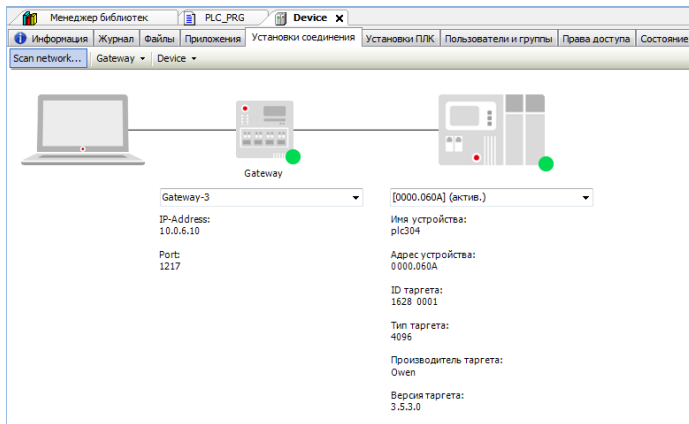 Менеджер библиотек PLC_PRG Device
Информация Журнал Файлы Приложения Установки соединения Установки ПЛК Пользователи и группы Права доступа Состояние
Scan network... Gateway Device
Gateway
Gateway-3 [0000.060A] (актив.)
IP-Address: Имя устройства:
10.0.6.10 plc304
Port: Адрес устройства:
1217 0000.060A
ID таргета:
1628 0001
Тип таргета:
4096
Производитель таргета:
Owen
Версия таргета:
3.5.3.0